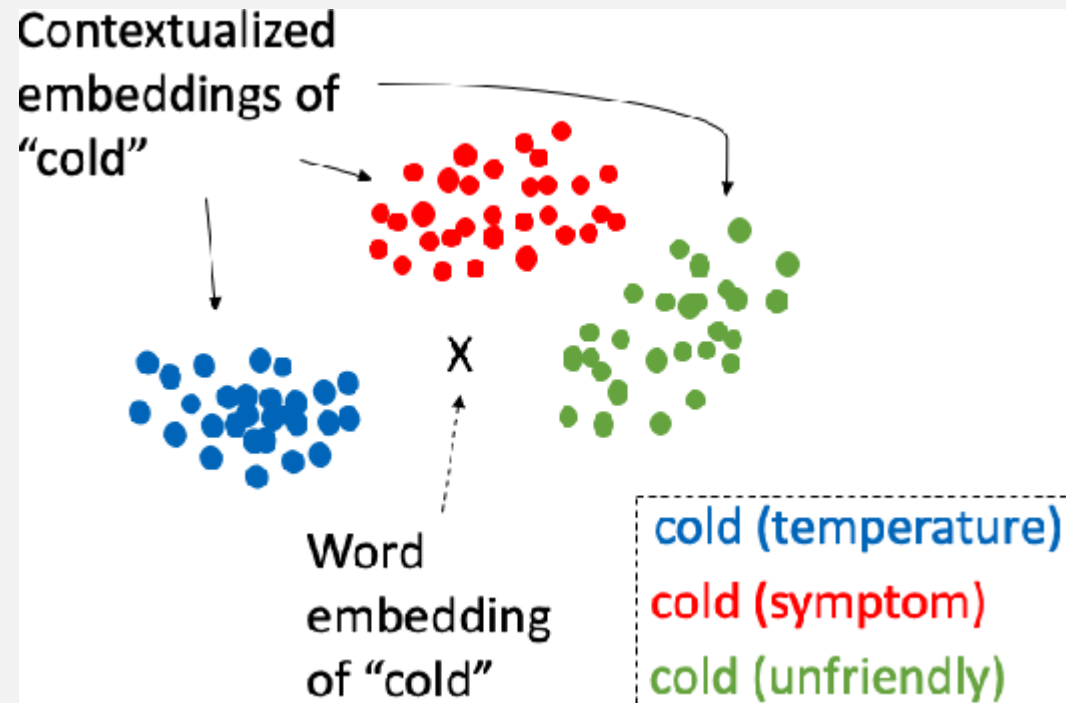 Contextualized
embeddings of
“cold”
X
Word
embedding
of “cold”
cold (temperature)
cold (symptom)
cold (unfriendly)